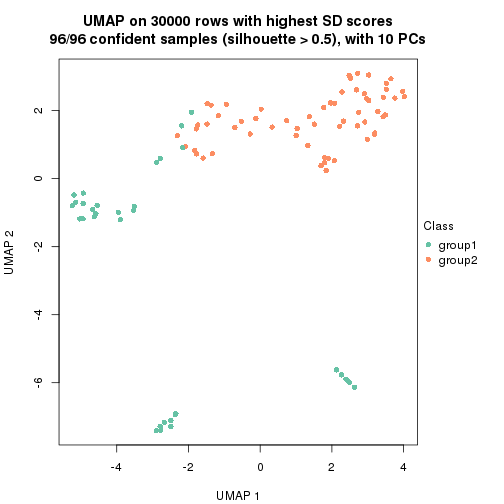 UMAP on 30000 rows with highest SD scores
96/96 confident samples (silhouette > 0.5), with 10 PCs
UMAP 2
2
0
-2
-4
-6
-4
-2
0
2
4
UMAP 1
Class
group1
group2